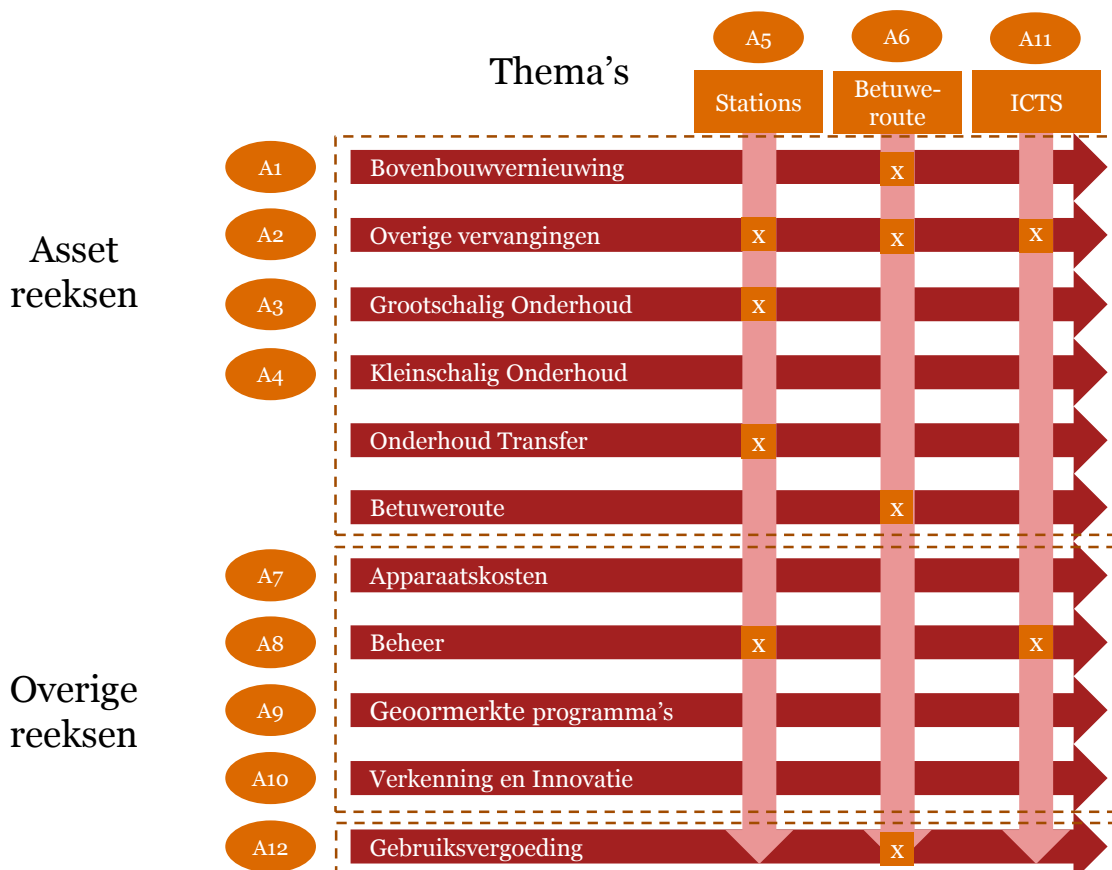 A5
A6
A11
Thema's
Stations
Betuwe-
route
ICTS
A1
Bovenbouwvernieuwing
x
A2
Overige vervangingen
x
x
x
Asset
reeksen
A3
Grootschalig Onderhoud
x
A4
Kleinschalig Onderhoud
Onderhoud Transfer
x
Betuweroute
x
A7
Apparaatskosten
A8
Beheer
x
x
Overige
reeksen
A9
Geoormerkte programma's
A10
Verkenning en Innovatie
A12
Gebruiksvergoeding
x